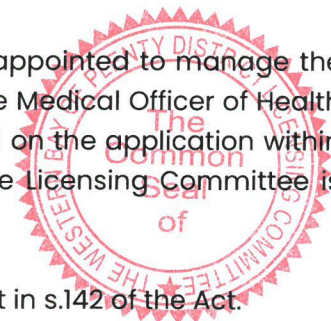 appointed to manage the
e Medical Officer of Health
on the application within
e Licensing Committee is
t in s.142 of the Act.
THE WESTERN BAY OF PLENTY DISTRICT LICENSING COMMITTEE
The
Common
Seal
of